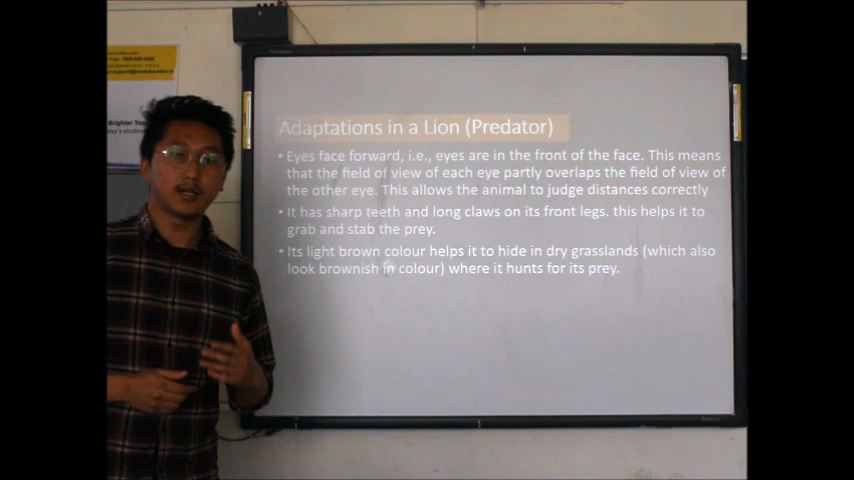 Adaptations in a Lion (Predator)
• Eyes face forward, i.e., eyes are in the front of the face. This means
that the field of view of each eye partly overlaps the field of view of
the other eye. This allows the animal to judge distances correctly
• It has sharp teeth and long claws on its front legs. this helps it to
grab and stab the prey.
• Its light brown colour helps it to hide in dry grasslands (which also
look brownish in colour) where it hunts for its prey.
Brighter